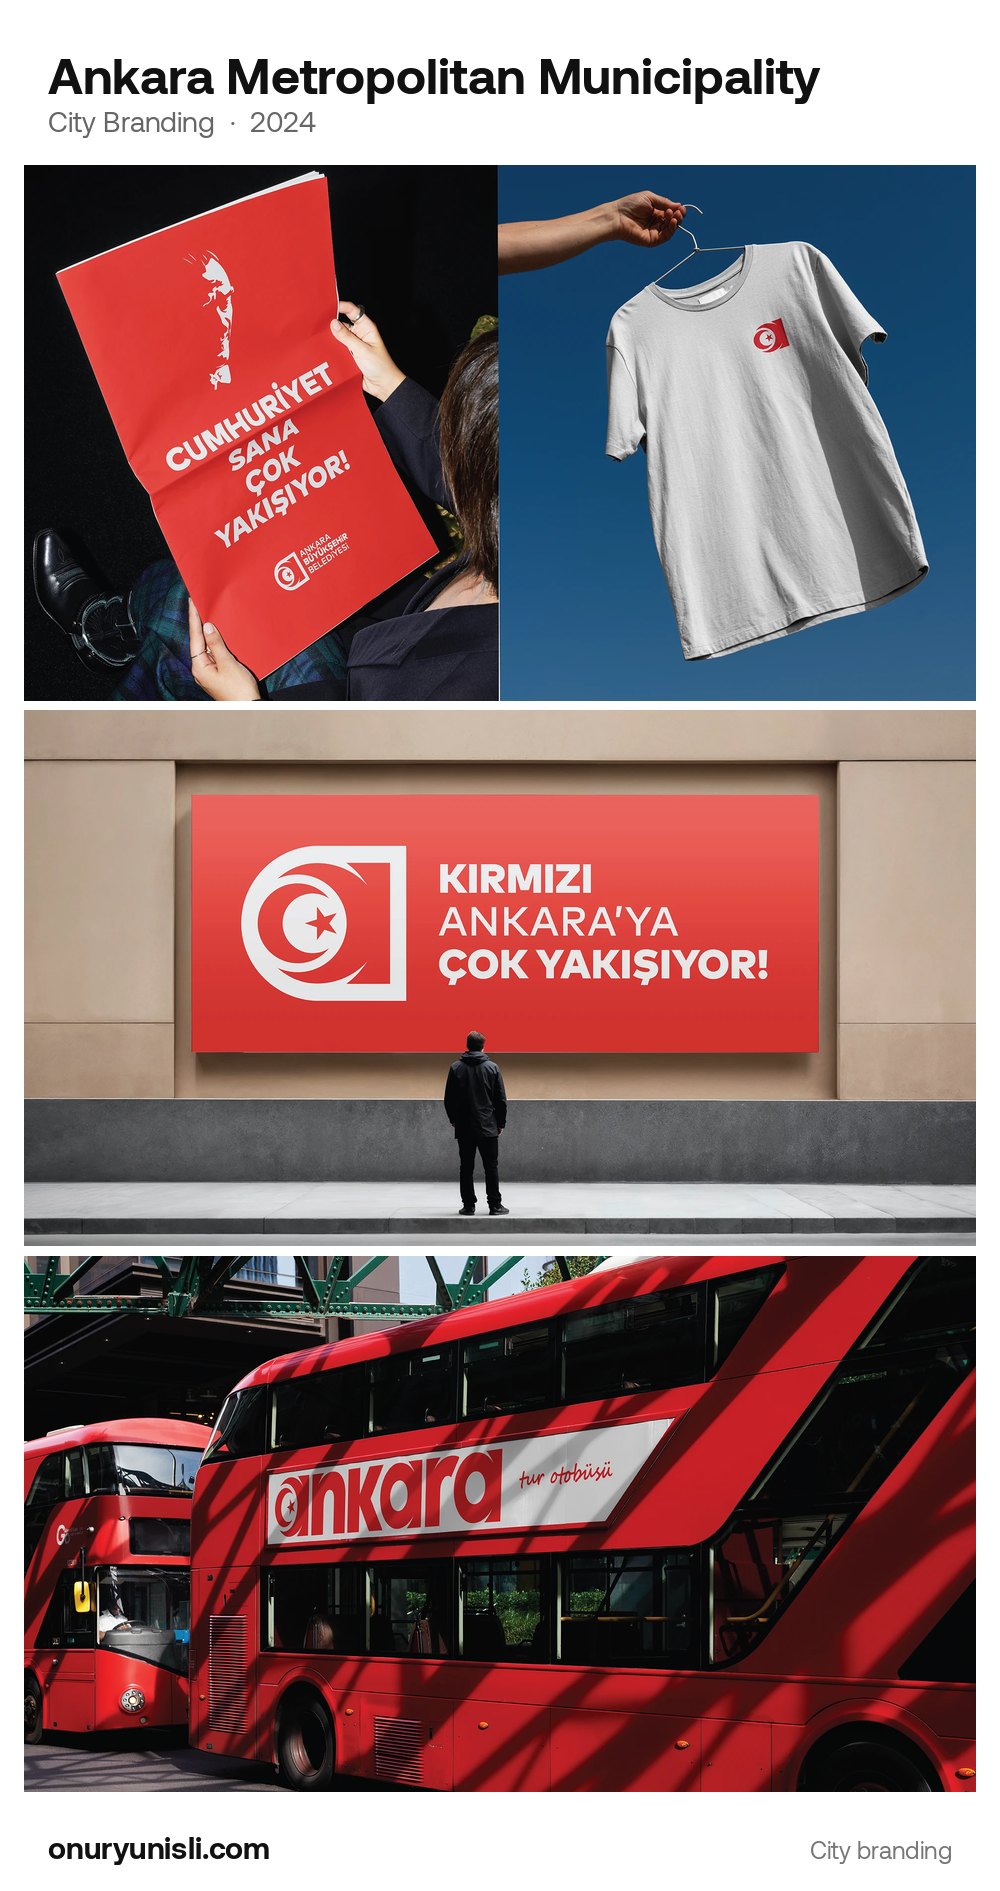 Ankara Metropolitan Municipality
City Branding · 2024
CUMHURİYET
SANA
ÇOK
YAKIŞIYOR!
ANKARA
BÜYÜKŞEHİR
BELEDİYESİ
KIRMIZI
ANKARA'YA
ÇOK YAKIŞIYOR!
ankara tur otobüsü
onuryunisli.com
City branding